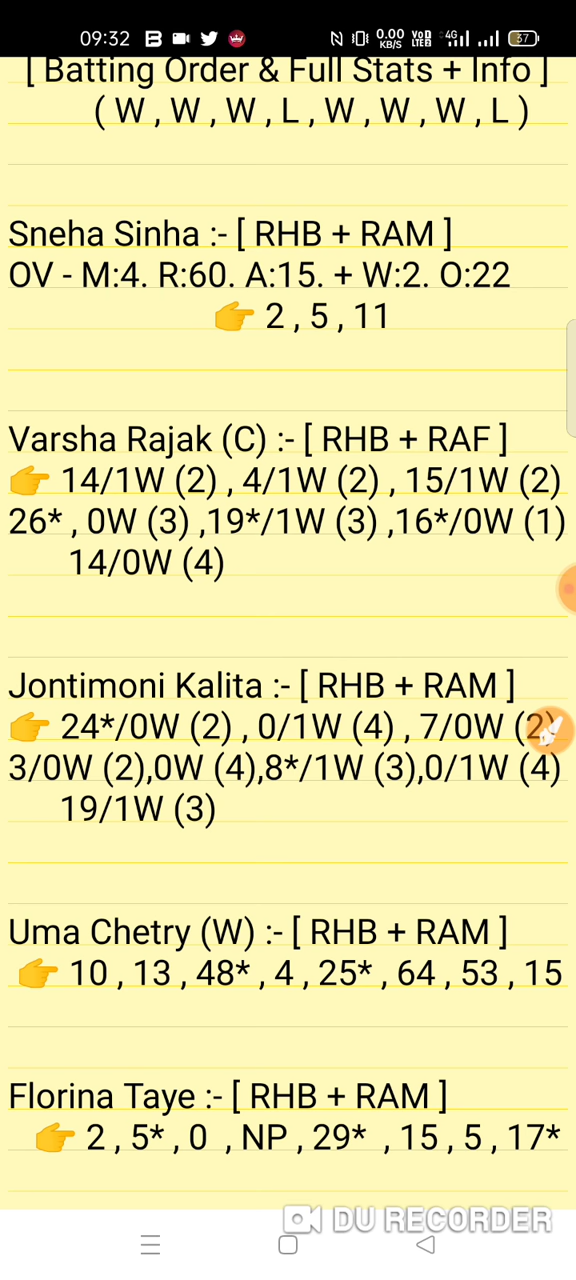 09:32 0.00 KB/S VoD LTE2 4G 37
[ Batting Order & Full Stats + Info ]
( W , W , W , L , W , W , W , L )
Sneha Sinha :- [ RHB + RAM ]
OV - M:4. R:60. A:15. + W:2. O:22
👉 2 , 5 , 11
Varsha Rajak (C) :- [ RHB + RAF ]
👉 14/1W (2) , 4/1W (2) , 15/1W (2)
26* , 0W (3) ,19*/1W (3) ,16*/0W (1)
14/0W (4)
Jontimoni Kalita :- [ RHB + RAM ]
👉 24*/0W (2) , 0/1W (4) , 7/0W (2)
3/0W (2),0W (4),8*/1W (3),0/1W (4)
19/1W (3)
Uma Chetry (W) :- [ RHB + RAM ]
👉 10 , 13 , 48* , 4 , 25* , 64 , 53 , 15
Florina Taye :- [ RHB + RAM ]
👉 2 , 5* , 0 , NP , 29* , 15 , 5 , 17*
DU RECORDER